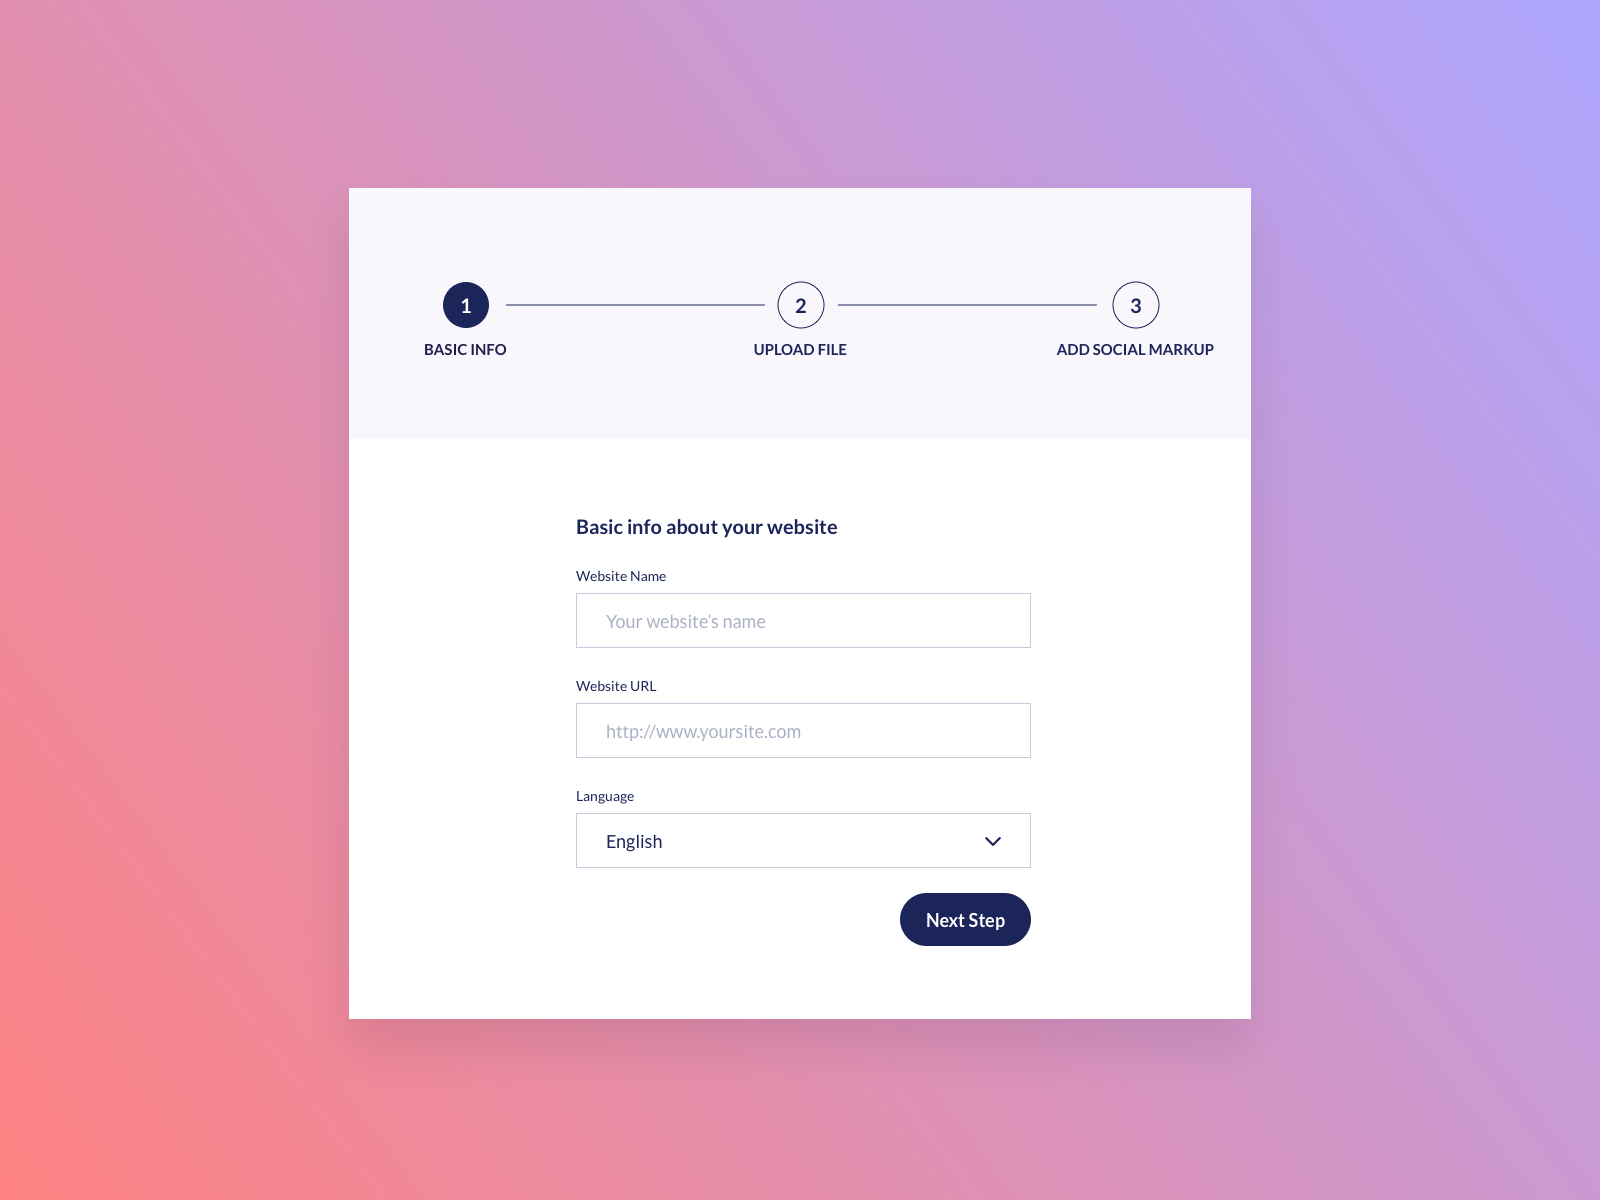 1
2
3
BASIC INFO
UPLOAD FILE
ADD SOCIAL MARKUP
Basic info about your website
Website Name
Your website's name
Website URL
http://www.yoursite.com
Language
English
Next Step